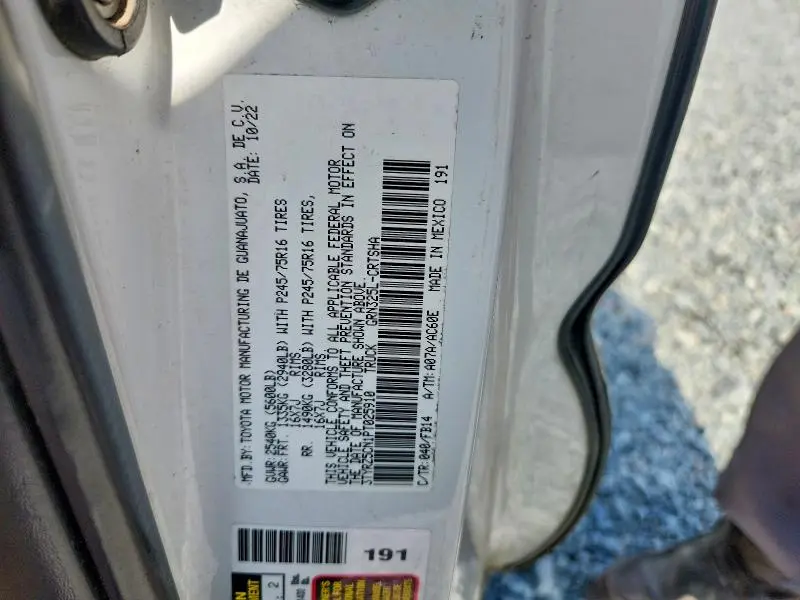 MFD.BY: TOYOTA MOTOR MANUFACTURING DE GUANAJUATO, S.A. DE C.V.
DATE: 10/22
GVWR: 2540KG (5600LB)
GAWR: FRT. 1335KG (2940LB) WITH P245/75R16 TIRES
16X7J RIMS,
RR. 1490KG (3280LB) WITH P245/75R16 TIRES,
16X7J RIMS,
THIS VEHICLE CONFORMS TO ALL APPLICABLE FEDERAL MOTOR
VEHICLE SAFETY AND THEFT PREVENTION STANDARDS IN EFFECT ON
THE DATE OF MANUFACTURE SHOWN ABOVE.
TRUCK GRN325L-CRTSHA
C/TR: 040/FB14 A/TM: A07A/AC60E MADE IN MEXICO 191
191